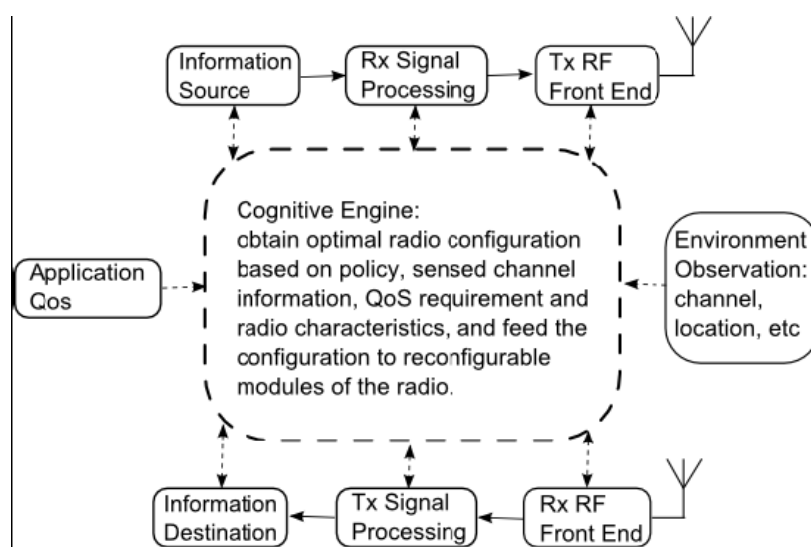 Information
Source
Rx Signal
Processing
Tx RF
Front End
Cognitive Engine:
obtain optimal radio configuration
based on policy, sensed channel
information, QoS requirement and
radio characteristics, and feed the
configuration to reconfigurable
modules of the radio.
Application
Qos
Environment
Observation:
channel,
location, etc
Information
Destination
Tx Signal
Processing
Rx RF
Front End